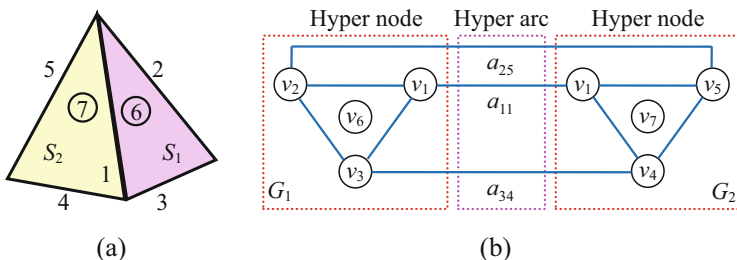 Hyper node Hyper arc Hyper node
5 2
7 6
S₂ S₁
1
4 3
(a)
a₂₅
v₂ v₁ v₁ v₅
a₁₁
v₆ v₇
v₃ v₄
G₁ a₃₄ G₂
(b)